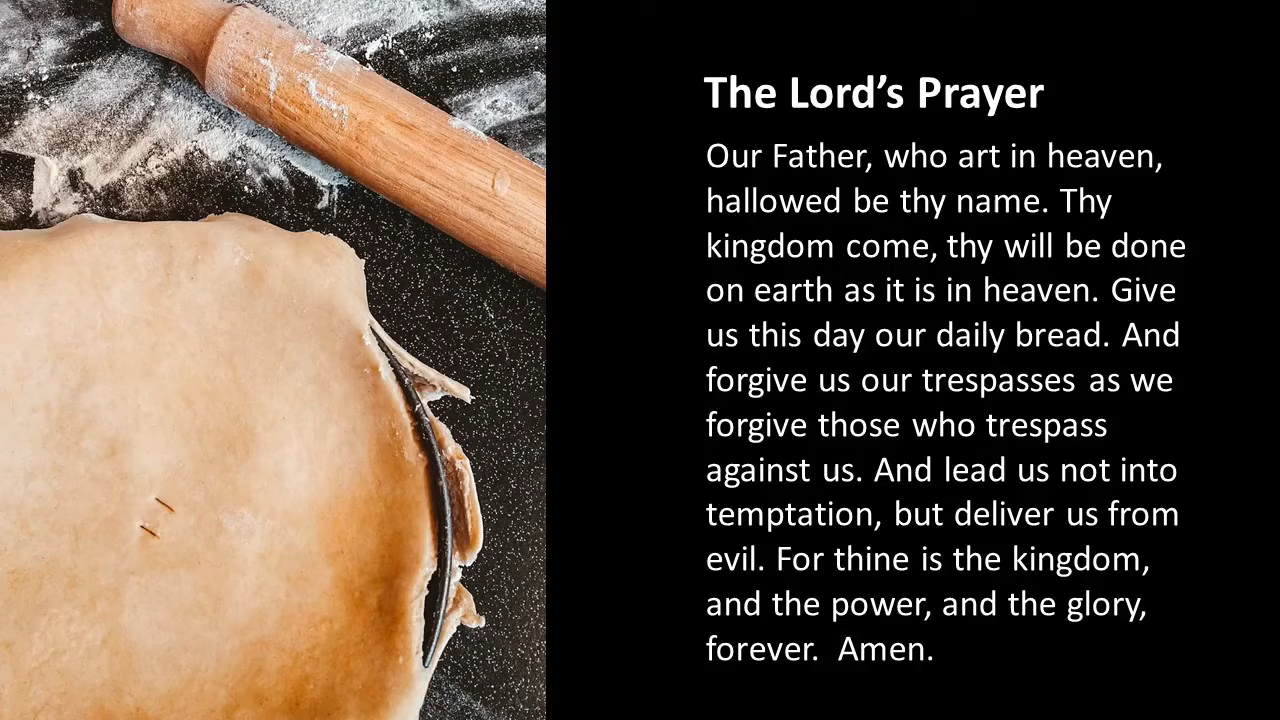 The Lord’s Prayer
Our Father, who art in heaven,
hallowed be thy name. Thy
kingdom come, thy will be done
on earth as it is in heaven. Give
us this day our daily bread. And
forgive us our trespasses as we
forgive those who trespass
against us. And lead us not into
temptation, but deliver us from
evil. For thine is the kingdom,
and the power, and the glory,
forever.  Amen.